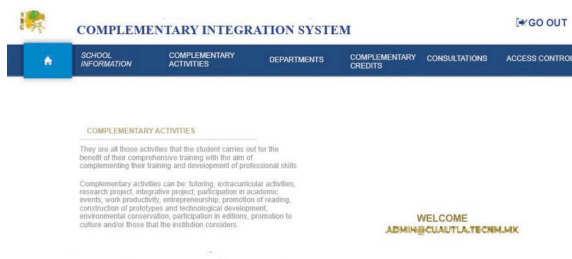 COMPLEMENTARY INTEGRATION SYSTEM
GO OUT
SCHOOL
INFORMATION
COMPLEMENTARY
ACTIVITIES
DEPARTMENTS
COMPLEMENTARY
CREDITS
CONSULTATIONS
ACCESS CONTROL
COMPLEMENTARY ACTIVITIES
They are all those activities that the student carries out for the
benefit of their comprehensive training with the aim of
complementing their training and development of professional skills.
Complementary activities can be: tutoring, extracurricular activities,
research project, integrative project, participation in academic
events, work productivity, entrepreneurship, promotion of reading,
construction of prototypes and technological development,
environmental conservation, participation in editions, promotion to
culture and/or those that the institution considers.
WELCOME
ADMIN@CUAUTLA.TECNM.MX